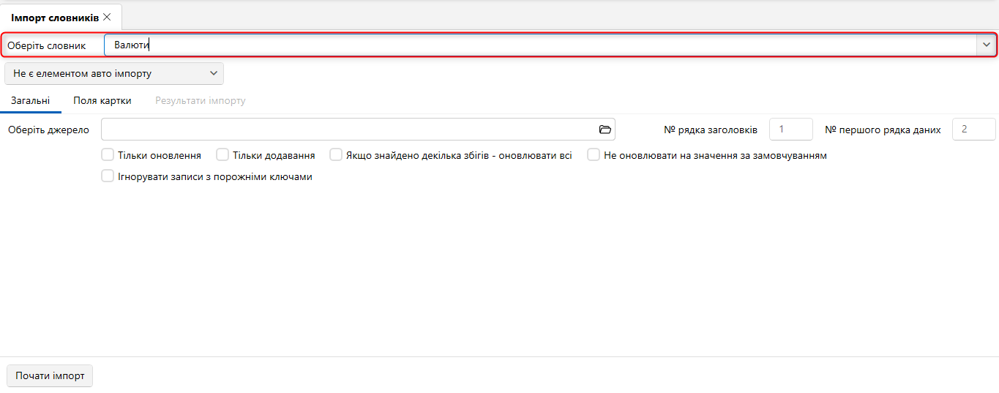 Імпорт словників
Оберіть словник Валюти
Не є елементом авто імпорту
Загальні Поля картки Результати імпорту
Оберіть джерело № рядка заголовків 1 № першого рядка даних 2
Тільки оновлення Тільки додавання Якщо знайдено декілька збігів - оновлювати всі Не оновлювати на значення за замовчуванням
Ігнорувати записи з порожніми ключами
Почати імпорт